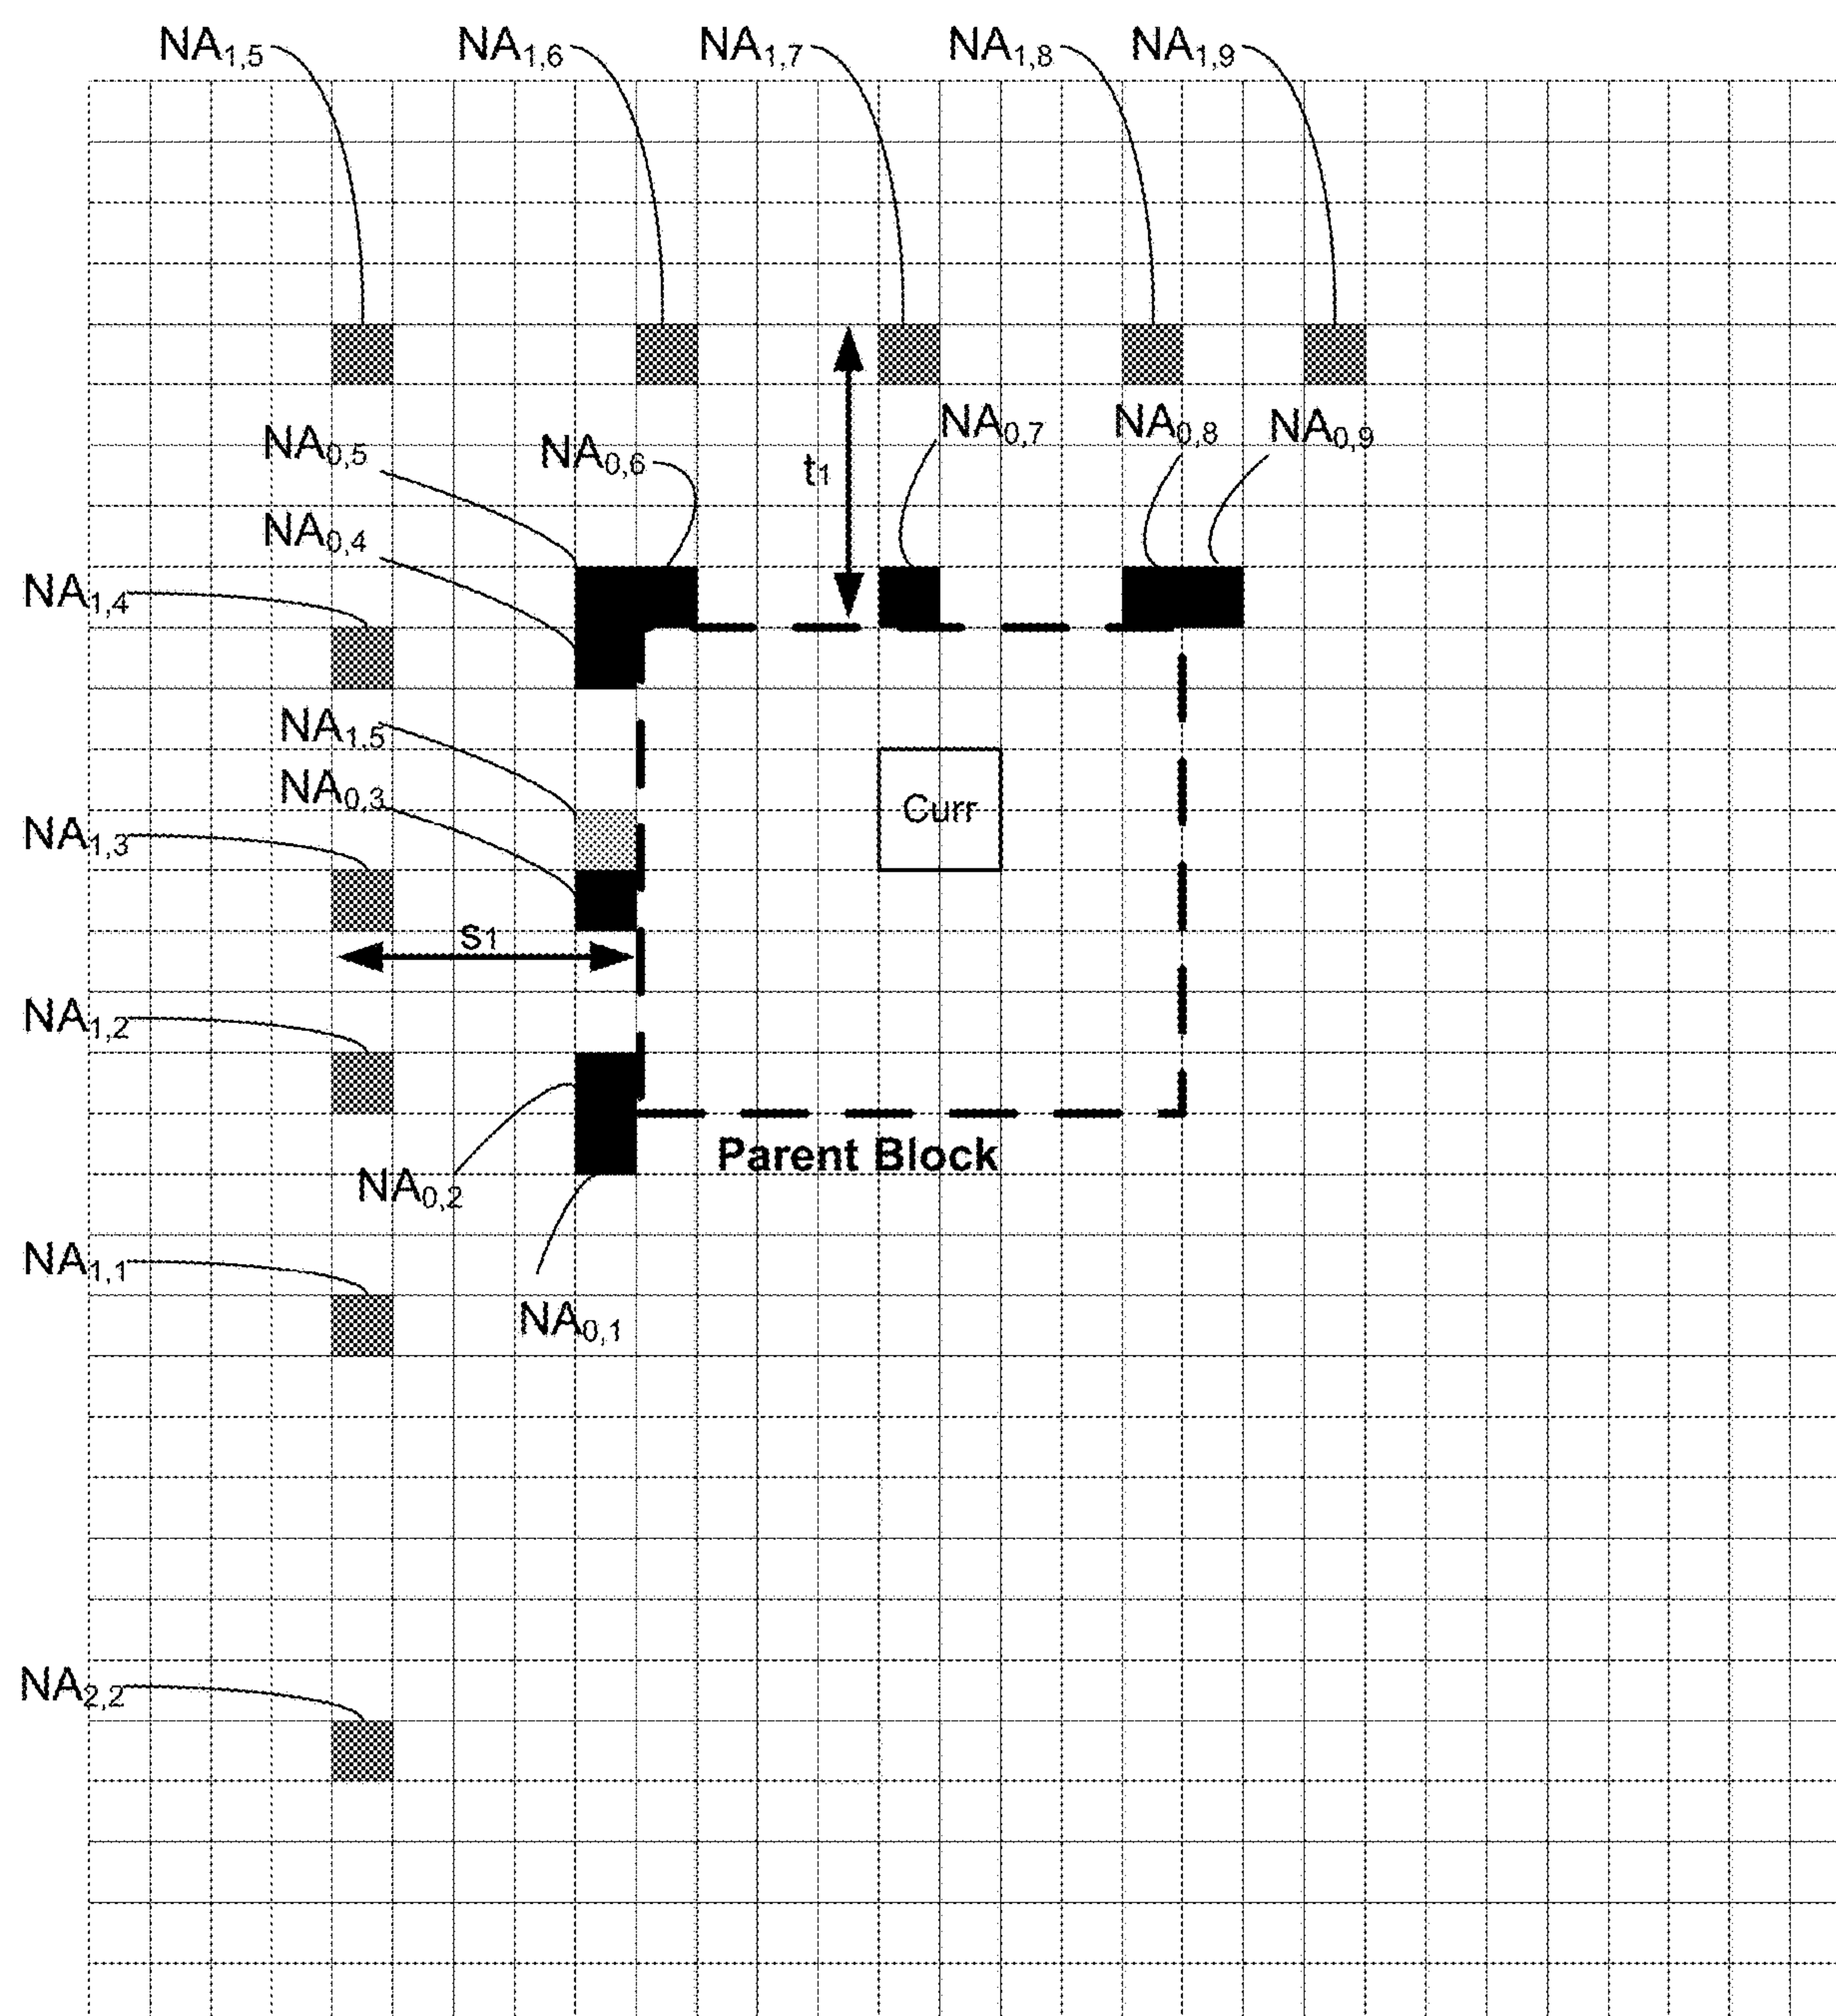 NA1,5 NA1,6 NA1,7 NA1,8 NA1,9
NA0,7 NA0,8 NA0,9
NA0,5 NA0,6 t1
NA0,4
NA1,4
NA1,5
NA0,3
Curr
NA1,3
S1
NA1,2
Parent Block
NA0,2
NA1,1
NA0,1
NA2,2